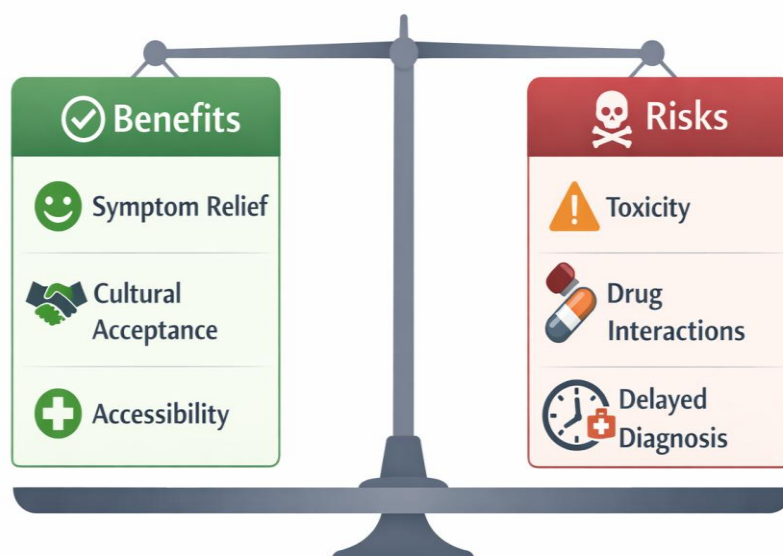 Benefits
Symptom Relief
Cultural
Acceptance
Accessibility
Risks
Toxicity
Drug
Interactions
Delayed
Diagnosis